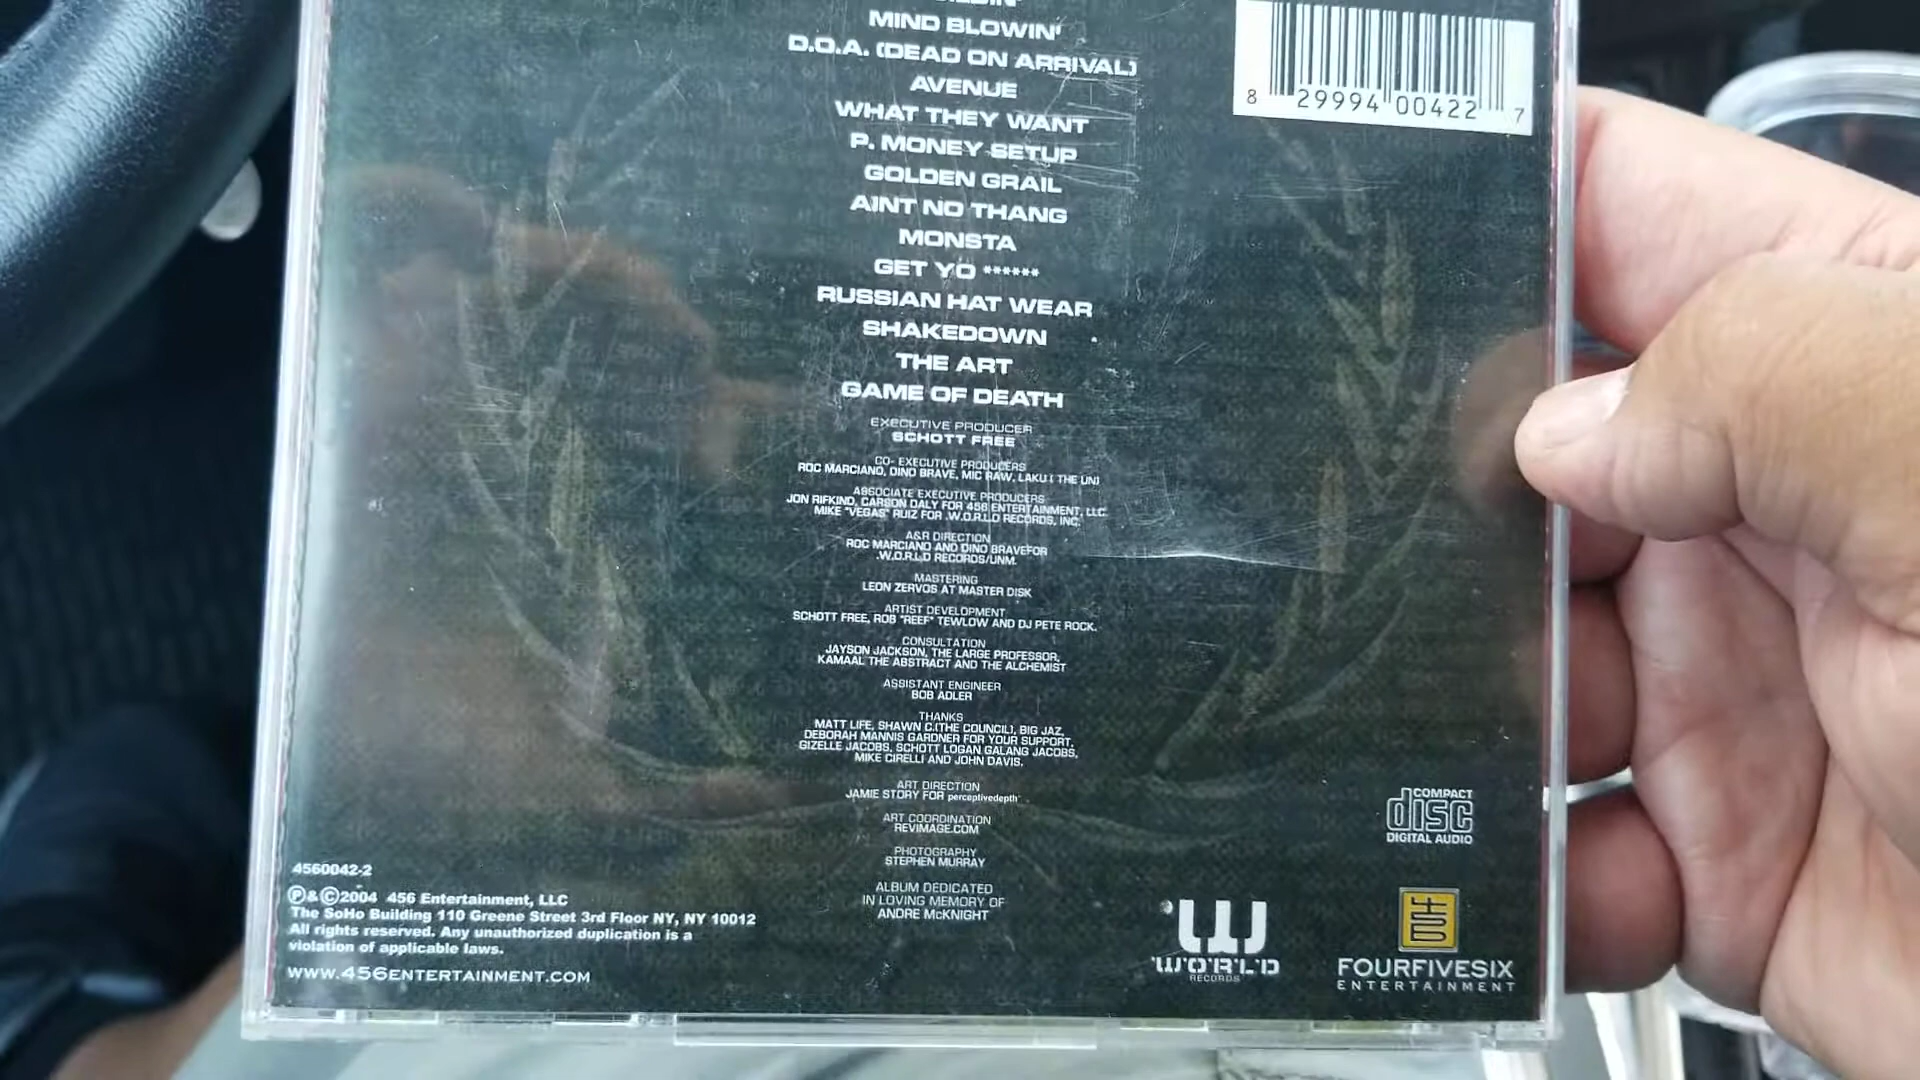 MIND BLOWIN'
D.O.A. (DEAD ON ARRIVAL)
AVENUE
WHAT THEY WANT
P. MONEY SETUP
GOLDEN GRAIL
AINT NO THANG
MONSTA
GET YO ******
RUSSIAN HAT WEAR
SHAKEDOWN
THE ART
GAME OF DEATH
EXECUTIVE PRODUCER
SCHOTT FREE
CO- EXECUTIVE PRODUCERS
ROC MARCIANO, DINO BRAVE, MIC RAW, LAKU ( THE UN)
ASSOCIATE EXECUTIVE PRODUCERS
JON RIFKIND, CARSON DALY FOR 456 ENTERTAINMENT, LLC.
MIKE "VEGAS" RUIZ FOR .W.O.R.L.D RECORDS, INC.
A&R DIRECTION
ROC MARCIANO AND DINO BRAVEFOR
.W.O.R.L.D RECORDS/UNM.
MASTERING
LEON ZERVOS AT MASTER DISK
ARTIST DEVELOPMENT
SCHOTT FREE, ROB "REEF" TEWLOW AND DJ PETE ROCK.
CONSULTATION
JAYSON JACKSON, THE LARGE PROFESSOR,
KAMAAL THE ABSTRACT AND THE ALCHEMIST
ASSISTANT ENGINEER
BOB ADLER
THANKS
MATT LIFE, SHAWN C.(THE COUNCIL), BIG JAZ,
DEBORAH MANNIS GARDNER FOR YOUR SUPPORT,
GIZELLE JACOBS, SCHOTT LOGAN GALANG JACOBS,
MIKE CIRELLI AND JOHN DAVIS.
ART DIRECTION
JAMIE STORY FOR perceptivedepth
ART COORDINATION
REVIMAGE.COM
PHOTOGRAPHY
STEPHEN MURRAY
ALBUM DEDICATED
IN LOVING MEMORY OF
ANDRE McKNIGHT
8 29994 00422 7
4560042-2
Ⓟ&©2004 456 Entertainment, LLC
The SoHo Building 110 Greene Street 3rd Floor NY, NY 10012
All rights reserved. Any unauthorized duplication is a
violation of applicable laws.
WWW.456ENTERTAINMENT.COM
W.O.R.L.D
RECORDS
COMPACT
disc
DIGITAL AUDIO
456
FOURFIVESIX
ENTERTAINMENT